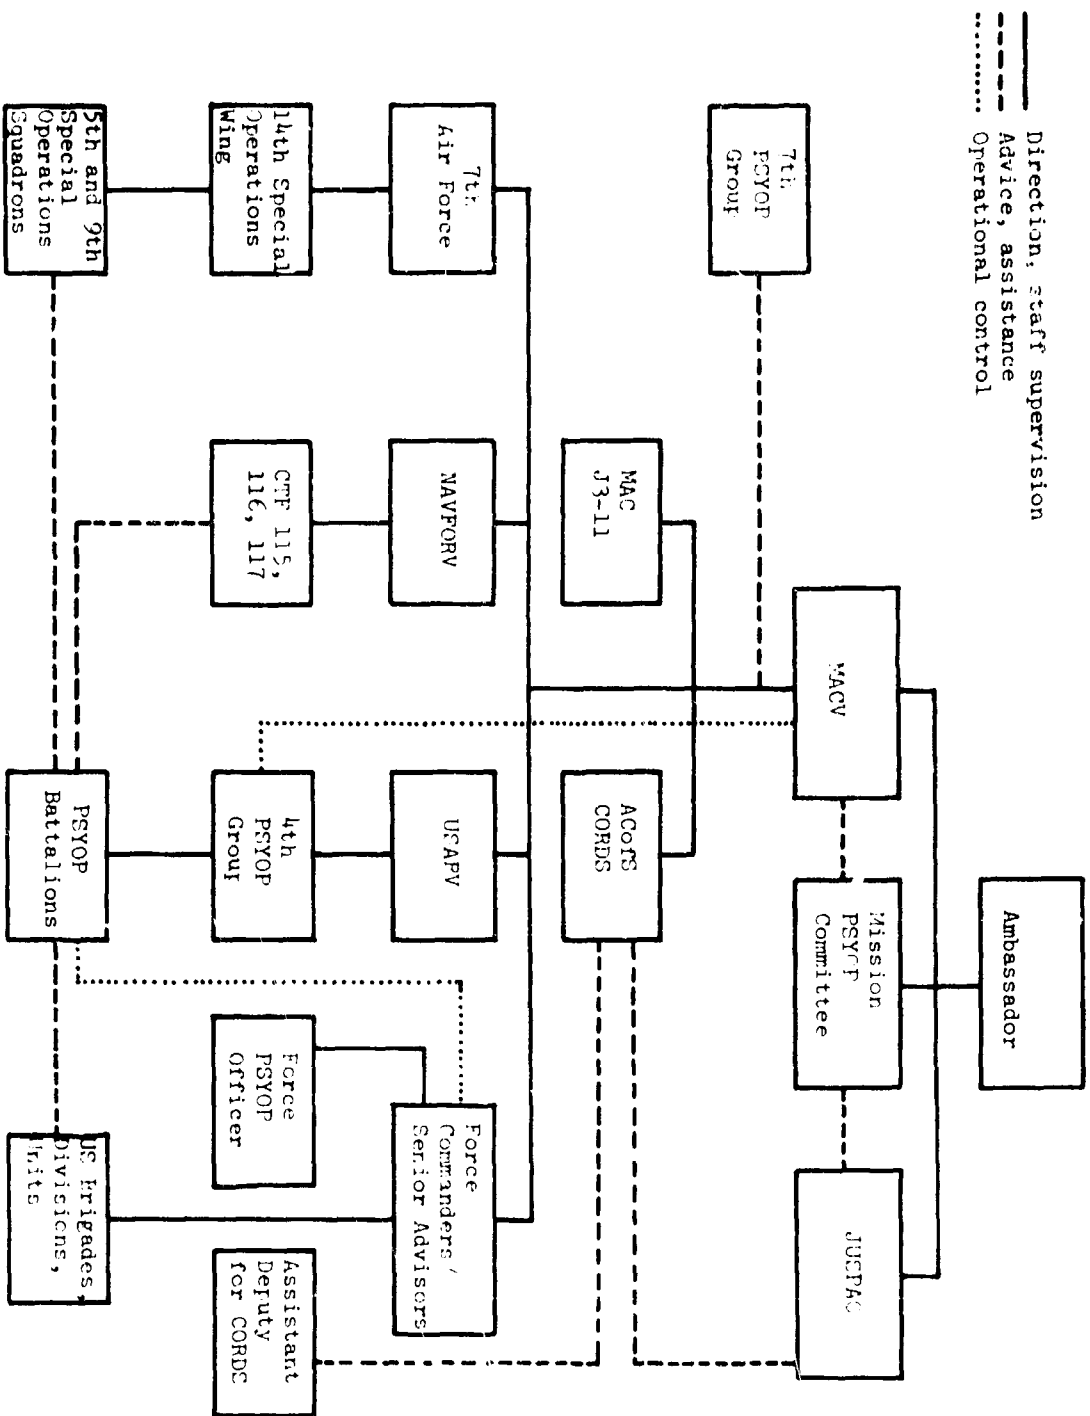 Direction, staff supervision
Advice, assistance
Operational control
Ambassador
MACV
Mission
PSYOP
Committee
JUSPAO
7th
PSYOP
Group
MAC
J3-11
ACofS
CORDS
7th
Air Force
NAVFORV
USAPV
Force
Commanders/
Senior Advisors
14th Special
Operations
Wing
CTF 115,
116, 117
4th
PSYOP
Group
Force
PSYOP
Officer
Assistant
Deputy
for CORDS
5th and 9th
Special
Operations
Squadrons
PSYOP
Battalions
US Brigades,
Divisions,
Units